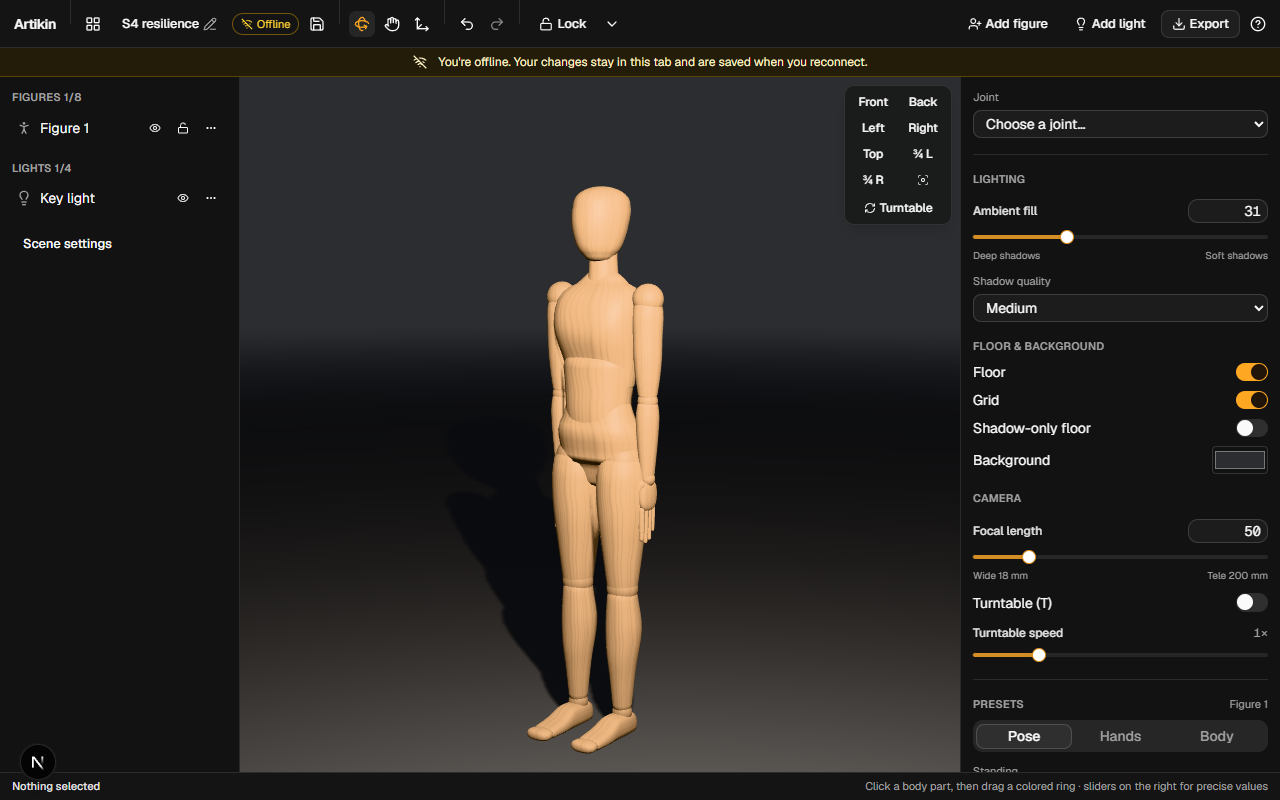 Artikin
S4 resilience
Offline
Lock
Add figure
Add light
Export
You're offline. Your changes stay in this tab and are saved when you reconnect.
FIGURES 1/8
Figure 1
LIGHTS 1/4
Key light
Scene settings
Front Back
Left Right
Top ¾ L
¾ R
Turntable
Joint
Choose a joint...
LIGHTING
Ambient fill 31
Deep shadows Soft shadows
Shadow quality
Medium
FLOOR & BACKGROUND
Floor
Grid
Shadow-only floor
Background
CAMERA
Focal length 50
Wide 18 mm Tele 200 mm
Turntable (T)
Turntable speed 1×
PRESETS Figure 1
Pose Hands Body
Standing
N
Nothing selected
Click a body part, then drag a colored ring · sliders on the right for precise values